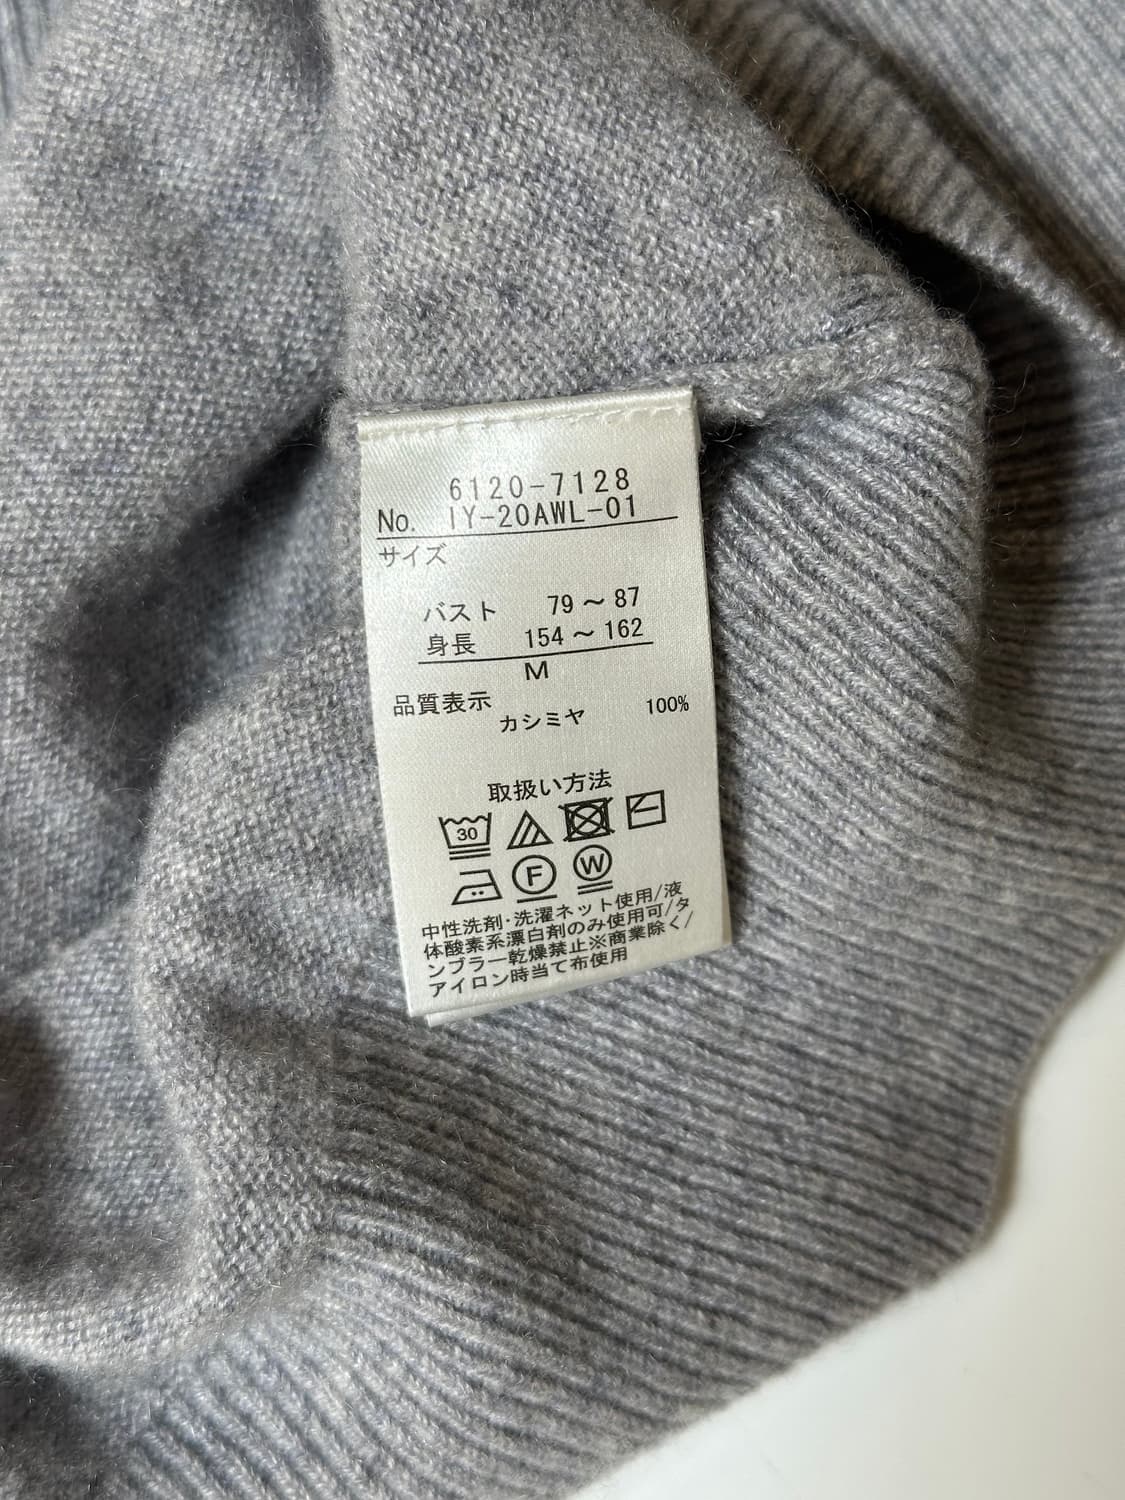 6120-7128
No. IY-20AWL-01
サイズ
バスト 79～87
身長 154～162
M
品質表示
カシミヤ 100%
取扱い方法
30
F W
中性洗剤・洗濯ネット使用/液
体酸素系漂白剤のみ使用可/タ
ンブラー乾燥禁止※商業除く/
アイロン時当て布使用